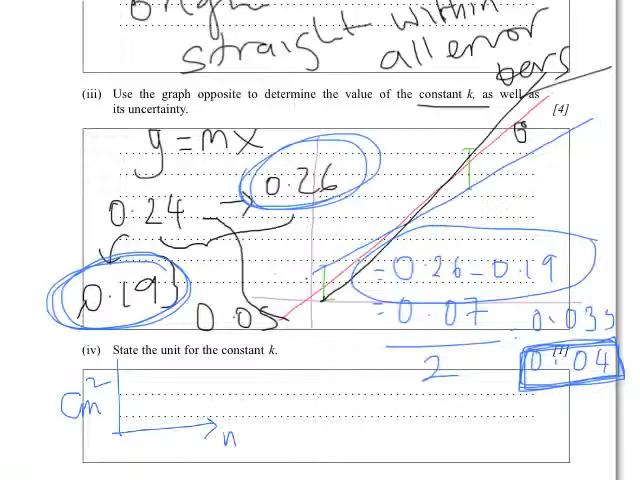 straight within
all error
bars
(iii) Use the graph opposite to determine the value of the constant k, as well as
its uncertainty. [4]
y = mx
0.26
0.24
0.19
0.05
= 0.26 - 0.19
= 0.07
2
0.035
0.04
(iv) State the unit for the constant k. [1]
cm²
n